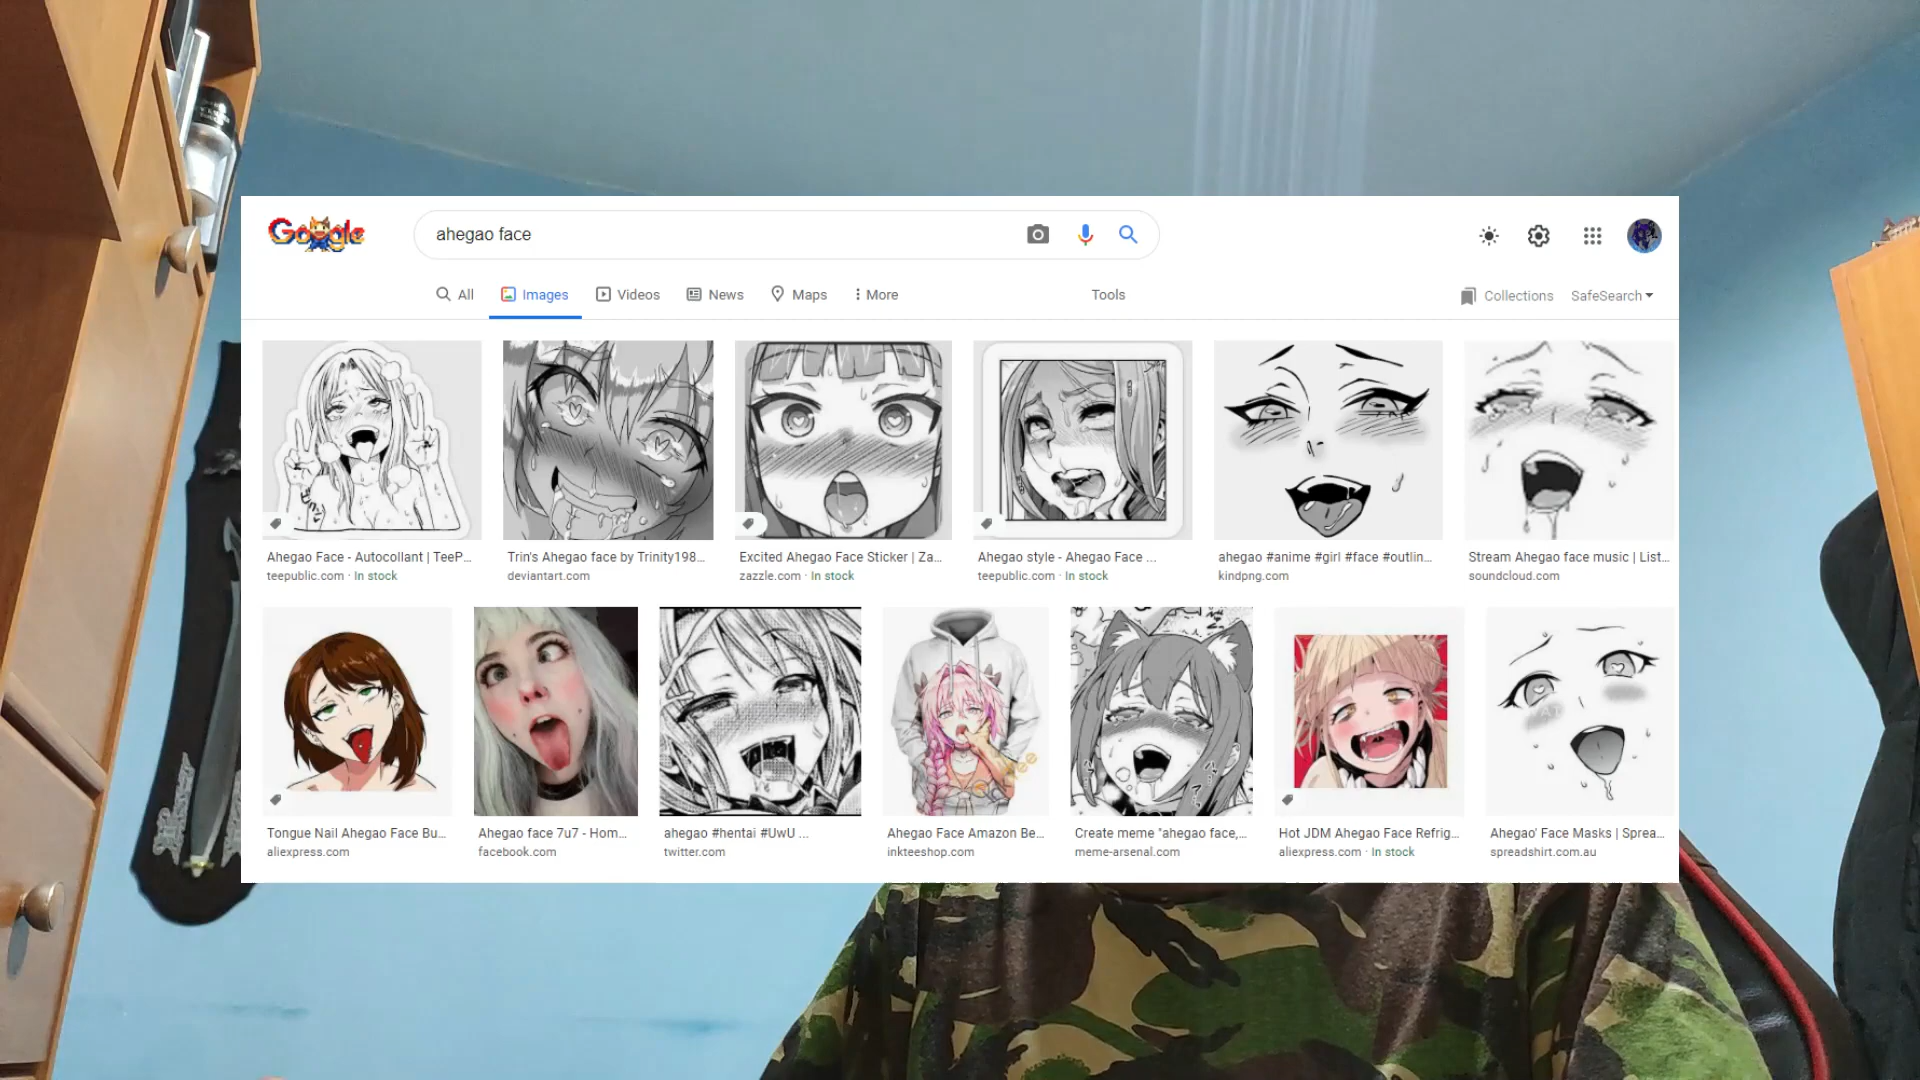 Google
ahegao face
All
Images
Videos
News
Maps
More
Tools
Collections
SafeSearch
Ahegao Face - Autocollant | TeeP...
teepublic.com · In stock
Trin's Ahegao face by Trinity198...
deviantart.com
Excited Ahegao Face Sticker | Za...
zazzle.com · In stock
Ahegao style - Ahegao Face ...
teepublic.com · In stock
ahegao #anime #girl #face #outlin...
kindpng.com
Stream Ahegao face music | List...
soundcloud.com
Tongue Nail Ahegao Face Bu...
aliexpress.com
Ahegao face 7u7 - Hom...
facebook.com
ahegao #hentai #UwU ...
twitter.com
Ahegao Face Amazon Be...
inkteeshop.com
Create meme "ahegao face,...
meme-arsenal.com
Hot JDM Ahegao Face Refrig...
aliexpress.com · In stock
Ahegao' Face Masks | Sprea...
spreadshirt.com.au